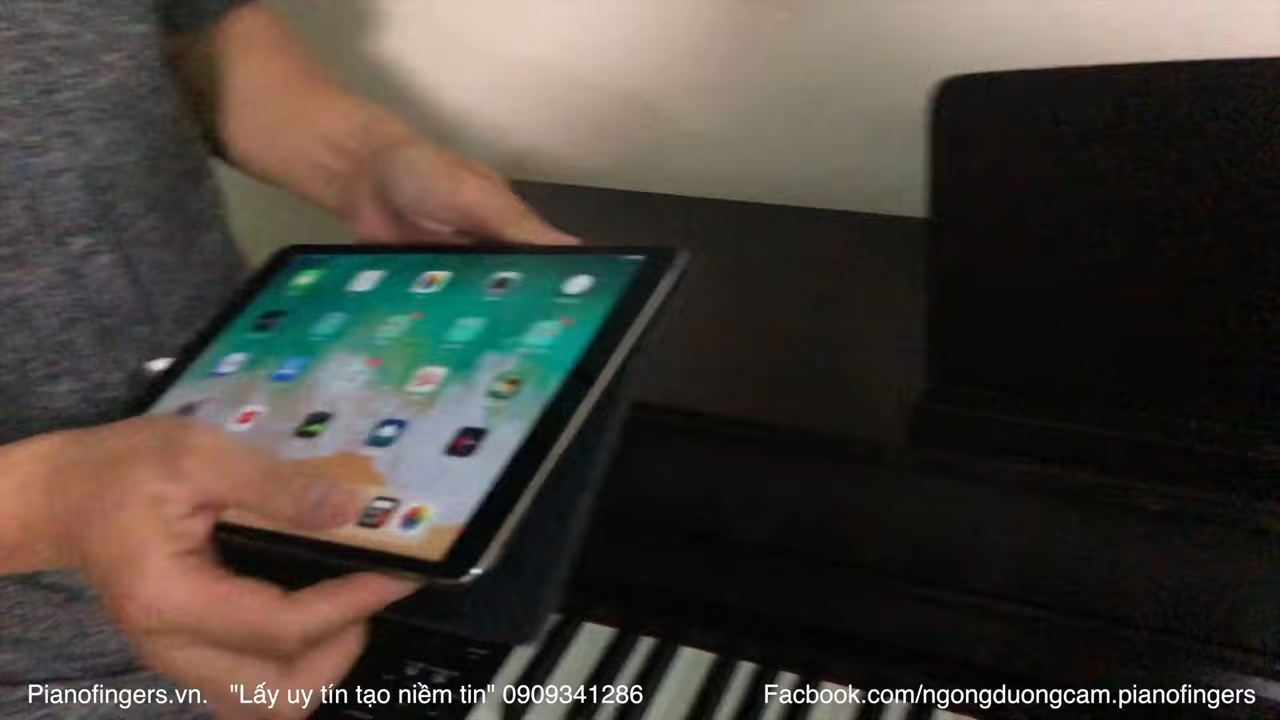 Pianofingers.vn. "Lấy uy tín tạo niềm tin" 0909341286 Facbook.com/ngongduongcam.pianofingers